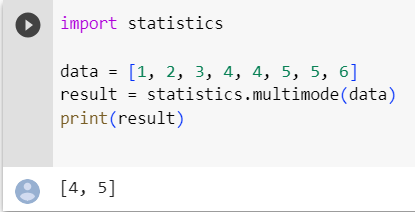 import statistics
data = [1, 2, 3, 4, 4, 5, 5, 6]
result = statistics.multimode(data)
print(result)
[4, 5]